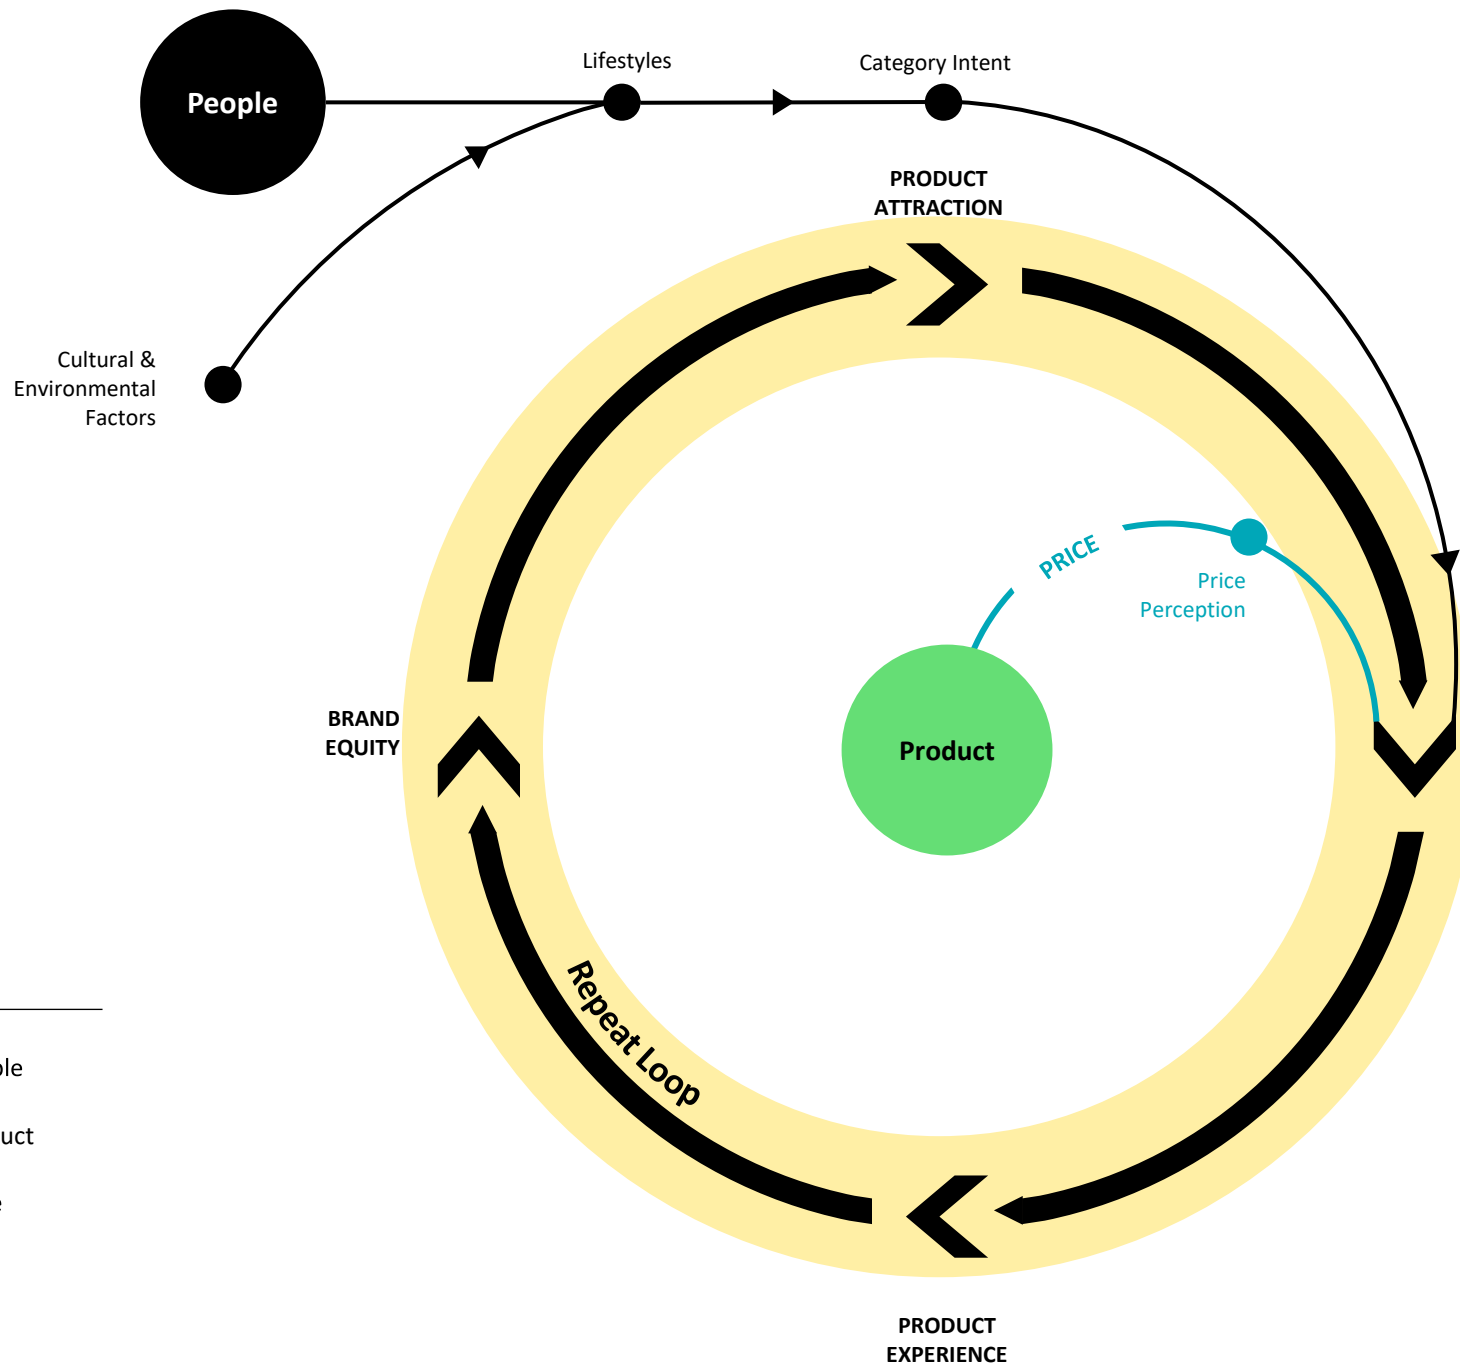 Lifestyles
Category Intent
People
PRODUCT
ATTRACTION
Cultural &
Environmental
Factors
PRICE
Price
Perception
BRAND
EQUITY
Product
Repeat Loop
PRODUCT
EXPERIENCE